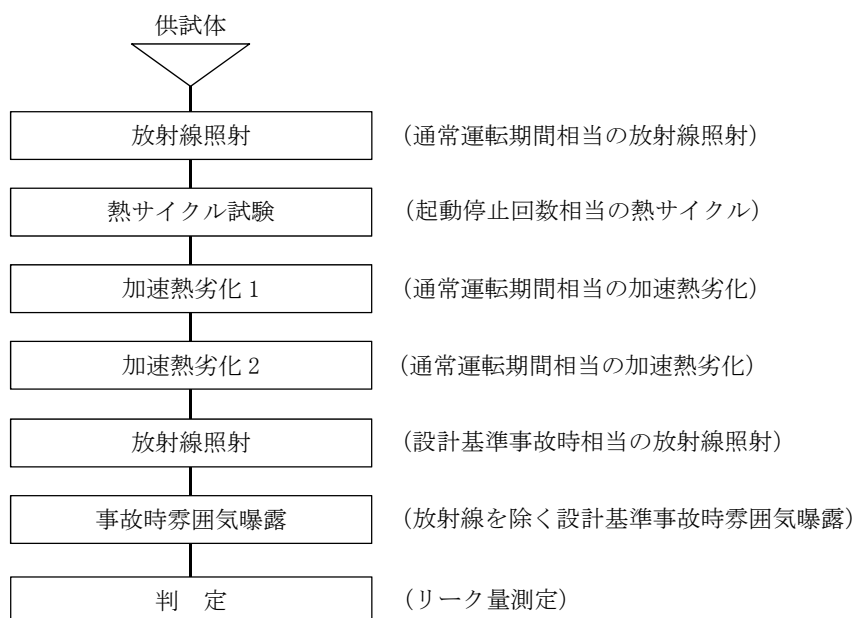 供試体
放射線照射 (通常運転期間相当の放射線照射)
熱サイクル試験 (起動停止回数相当の熱サイクル)
加速熱劣化1 (通常運転期間相当の加速熱劣化)
加速熱劣化2 (通常運転期間相当の加速熱劣化)
放射線照射 (設計基準事故時相当の放射線照射)
事故時雰囲気曝露 (放射線を除く設計基準事故時雰囲気曝露)
判 定 (リーク量測定)